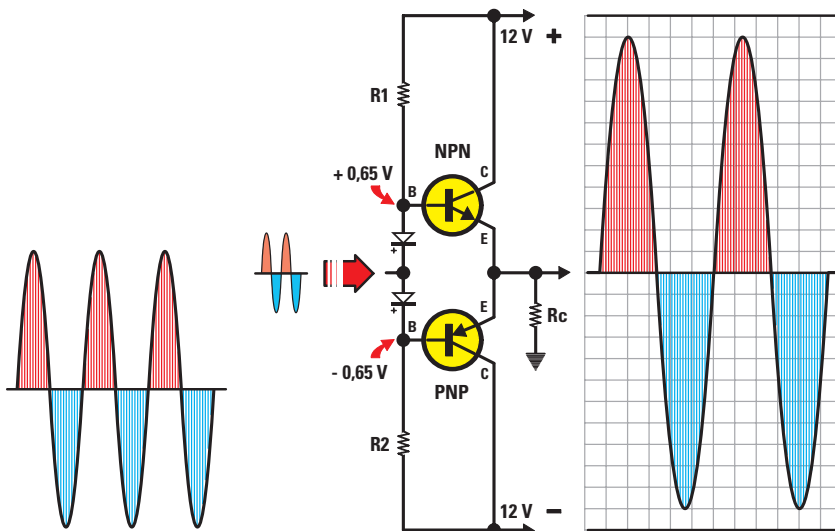 12 V +
R1
NPN
C
+ 0,65 V
B
E
+
+
E
Rc
B
- 0,65 V
C
PNP
R2
12 V -